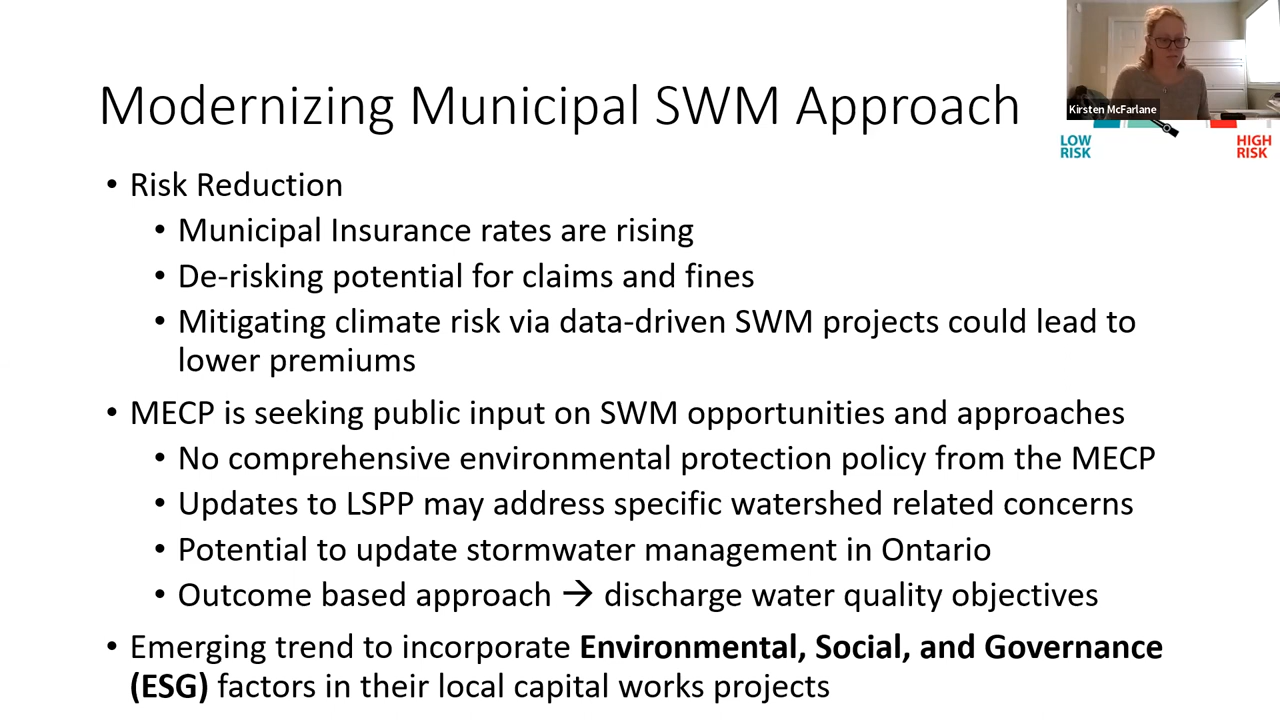 Modernizing Municipal SWM Approach
Kirsten McFarlane
LOW
RISK
HIGH
RISK
• Risk Reduction
• Municipal Insurance rates are rising
• De-risking potential for claims and fines
• Mitigating climate risk via data-driven SWM projects could lead to
lower premiums
• MECP is seeking public input on SWM opportunities and approaches
• No comprehensive environmental protection policy from the MECP
• Updates to LSPP may address specific watershed related concerns
• Potential to update stormwater management in Ontario
• Outcome based approach → discharge water quality objectives
• Emerging trend to incorporate Environmental, Social, and Governance
(ESG) factors in their local capital works projects